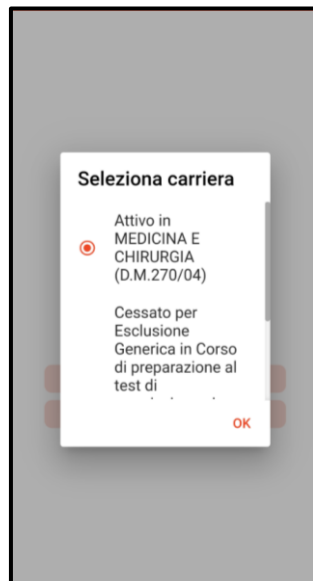 Seleziona carriera
Attivo in
MEDICINA E
CHIRURGIA
(D.M.270/04)
Cessato per
Esclusione
Generica in Corso
di preparazione al
test di
OK